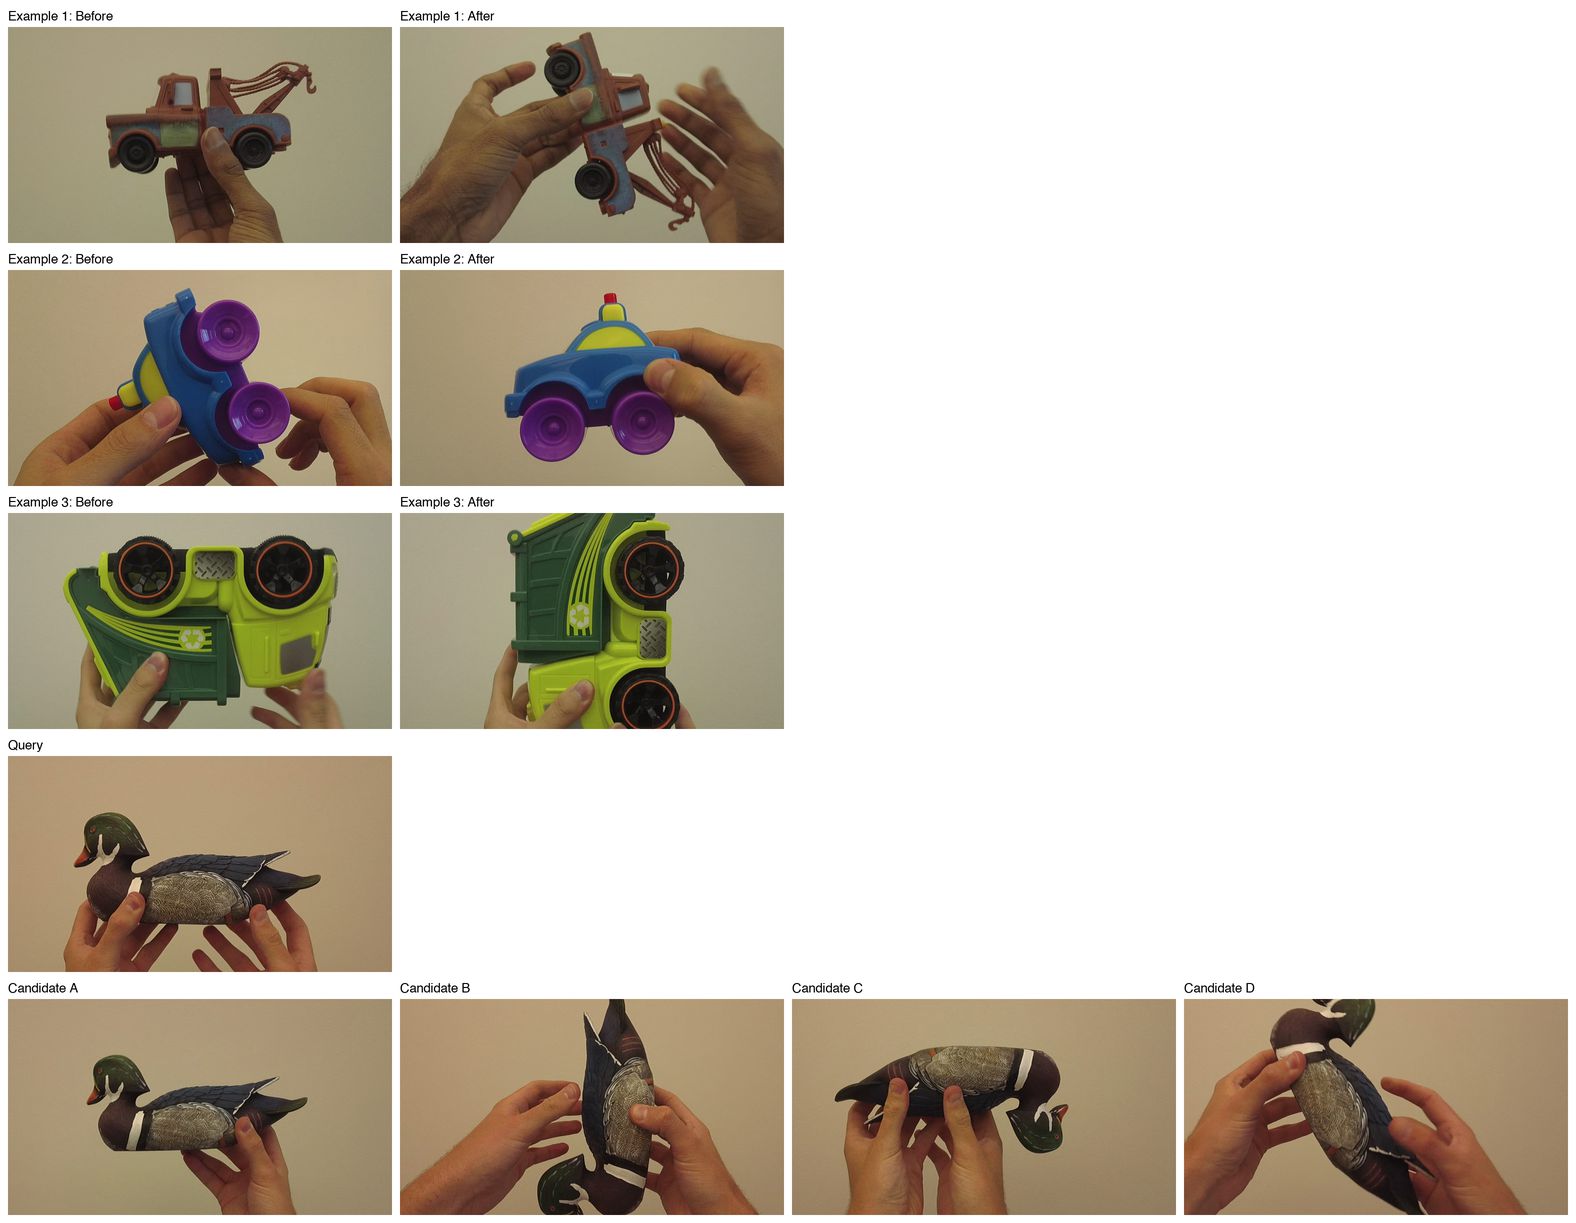 Example 1: Before
Example 1: After
Example 2: Before
Example 2: After
Example 3: Before
Example 3: After
Query
Candidate A
Candidate B
Candidate C
Candidate D